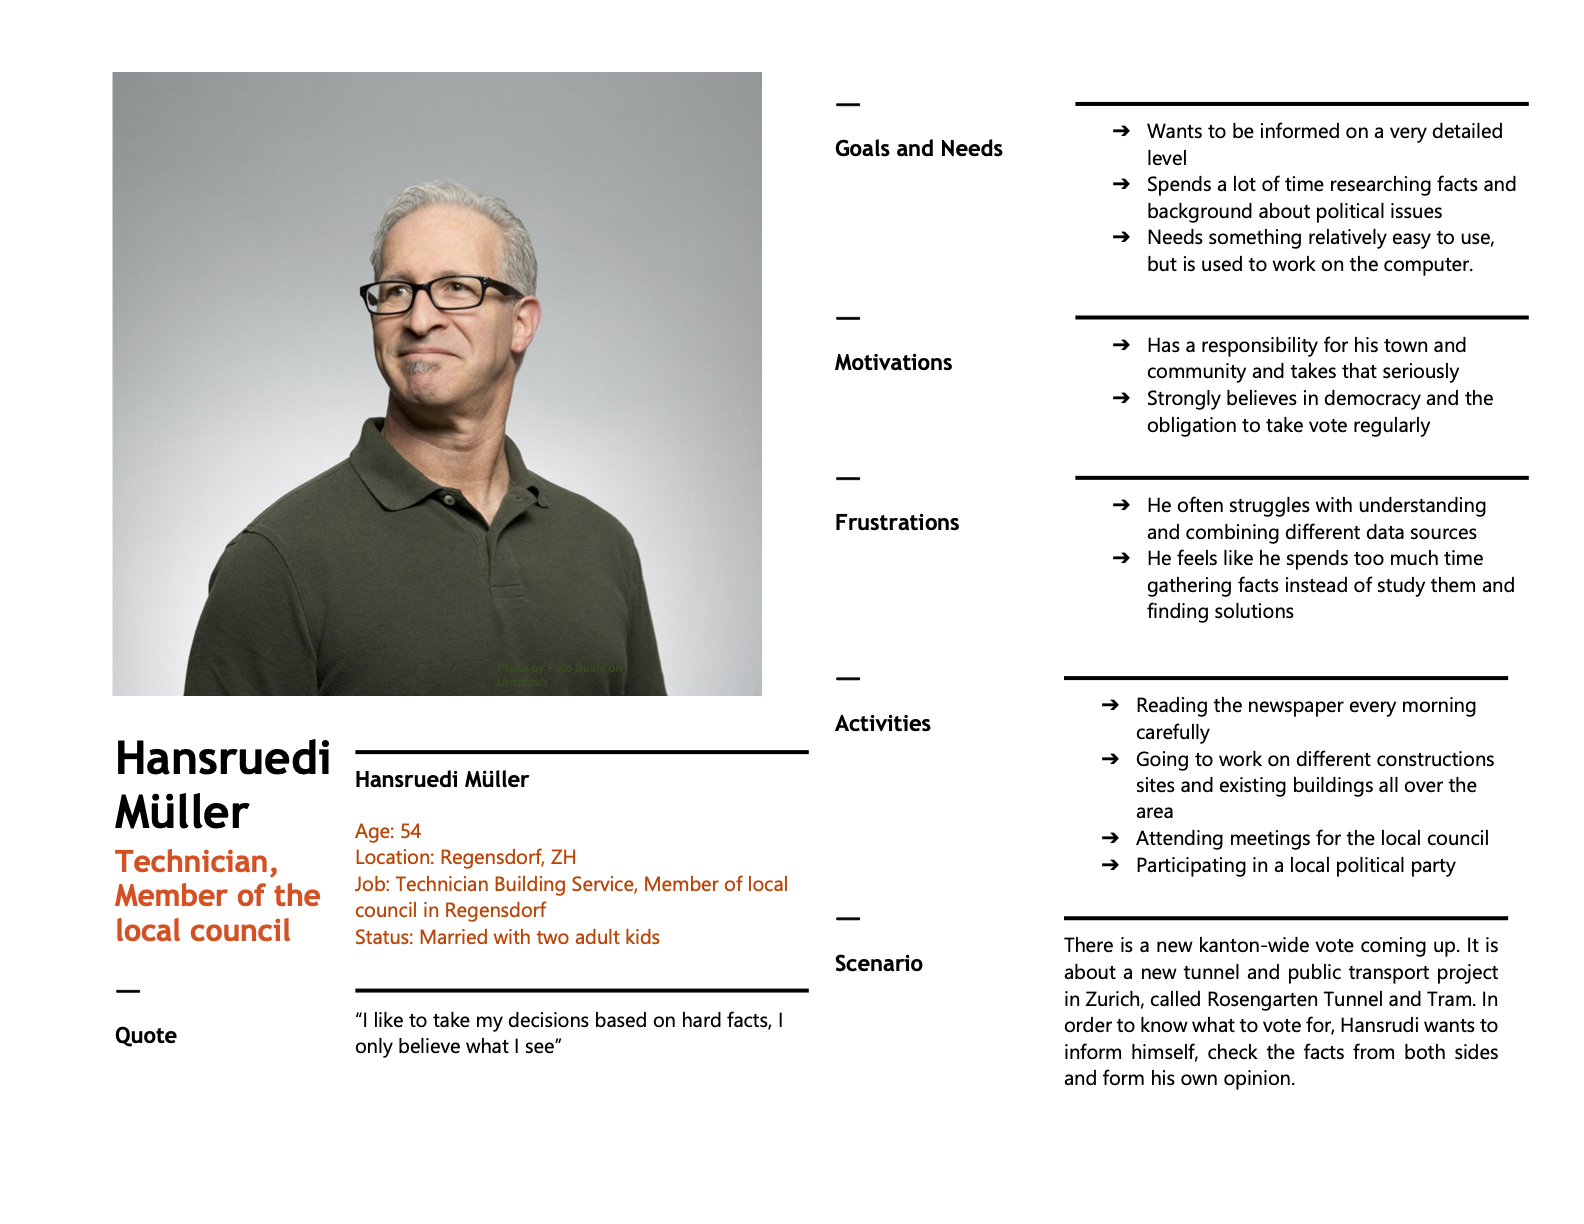 Photo by Foto Sushi on
Unsplash
Hansruedi
Müller
Technician,
Member of the
local council
Hansruedi Müller
Age: 54
Location: Regensdorf, ZH
Job: Technician Building Service, Member of local
council in Regensdorf
Status: Married with two adult kids
—
Quote
“I like to take my decisions based on hard facts, I
only believe what I see”
—
Goals and Needs
➔ Wants to be informed on a very detailed
level
➔ Spends a lot of time researching facts and
background about political issues
➔ Needs something relatively easy to use,
but is used to work on the computer.
—
Motivations
➔ Has a responsibility for his town and
community and takes that seriously
➔ Strongly believes in democracy and the
obligation to take vote regularly
—
Frustrations
➔ He often struggles with understanding
and combining different data sources
➔ He feels like he spends too much time
gathering facts instead of study them and
finding solutions
—
Activities
➔ Reading the newspaper every morning
carefully
➔ Going to work on different constructions
sites and existing buildings all over the
area
➔ Attending meetings for the local council
➔ Participating in a local political party
—
Scenario
There is a new kanton-wide vote coming up. It is
about a new tunnel and public transport project
in Zurich, called Rosengarten Tunnel and Tram. In
order to know what to vote for, Hansrudi wants to
inform himself, check the facts from both sides
and form his own opinion.